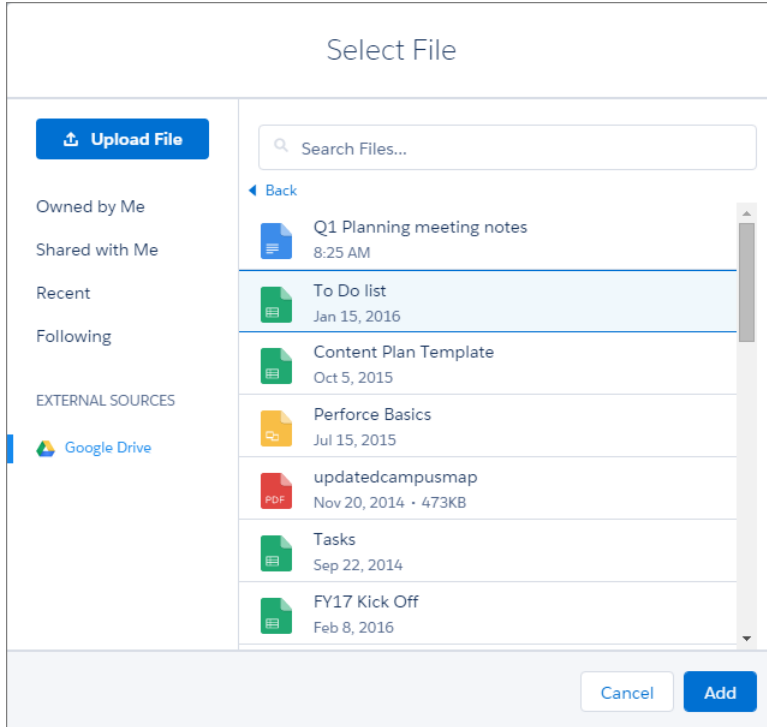 Select File
Upload File
Owned by Me
Shared with Me
Recent
Following
EXTERNAL SOURCES
Google Drive
Search Files...
Back
Q1 Planning meeting notes
8:25 AM
To Do list
Jan 15, 2016
Content Plan Template
Oct 5, 2015
Perforce Basics
Jul 15, 2015
PDF
updatedcampusmap
Nov 20, 2014 • 473KB
Tasks
Sep 22, 2014
FY17 Kick Off
Feb 8, 2016
Cancel
Add